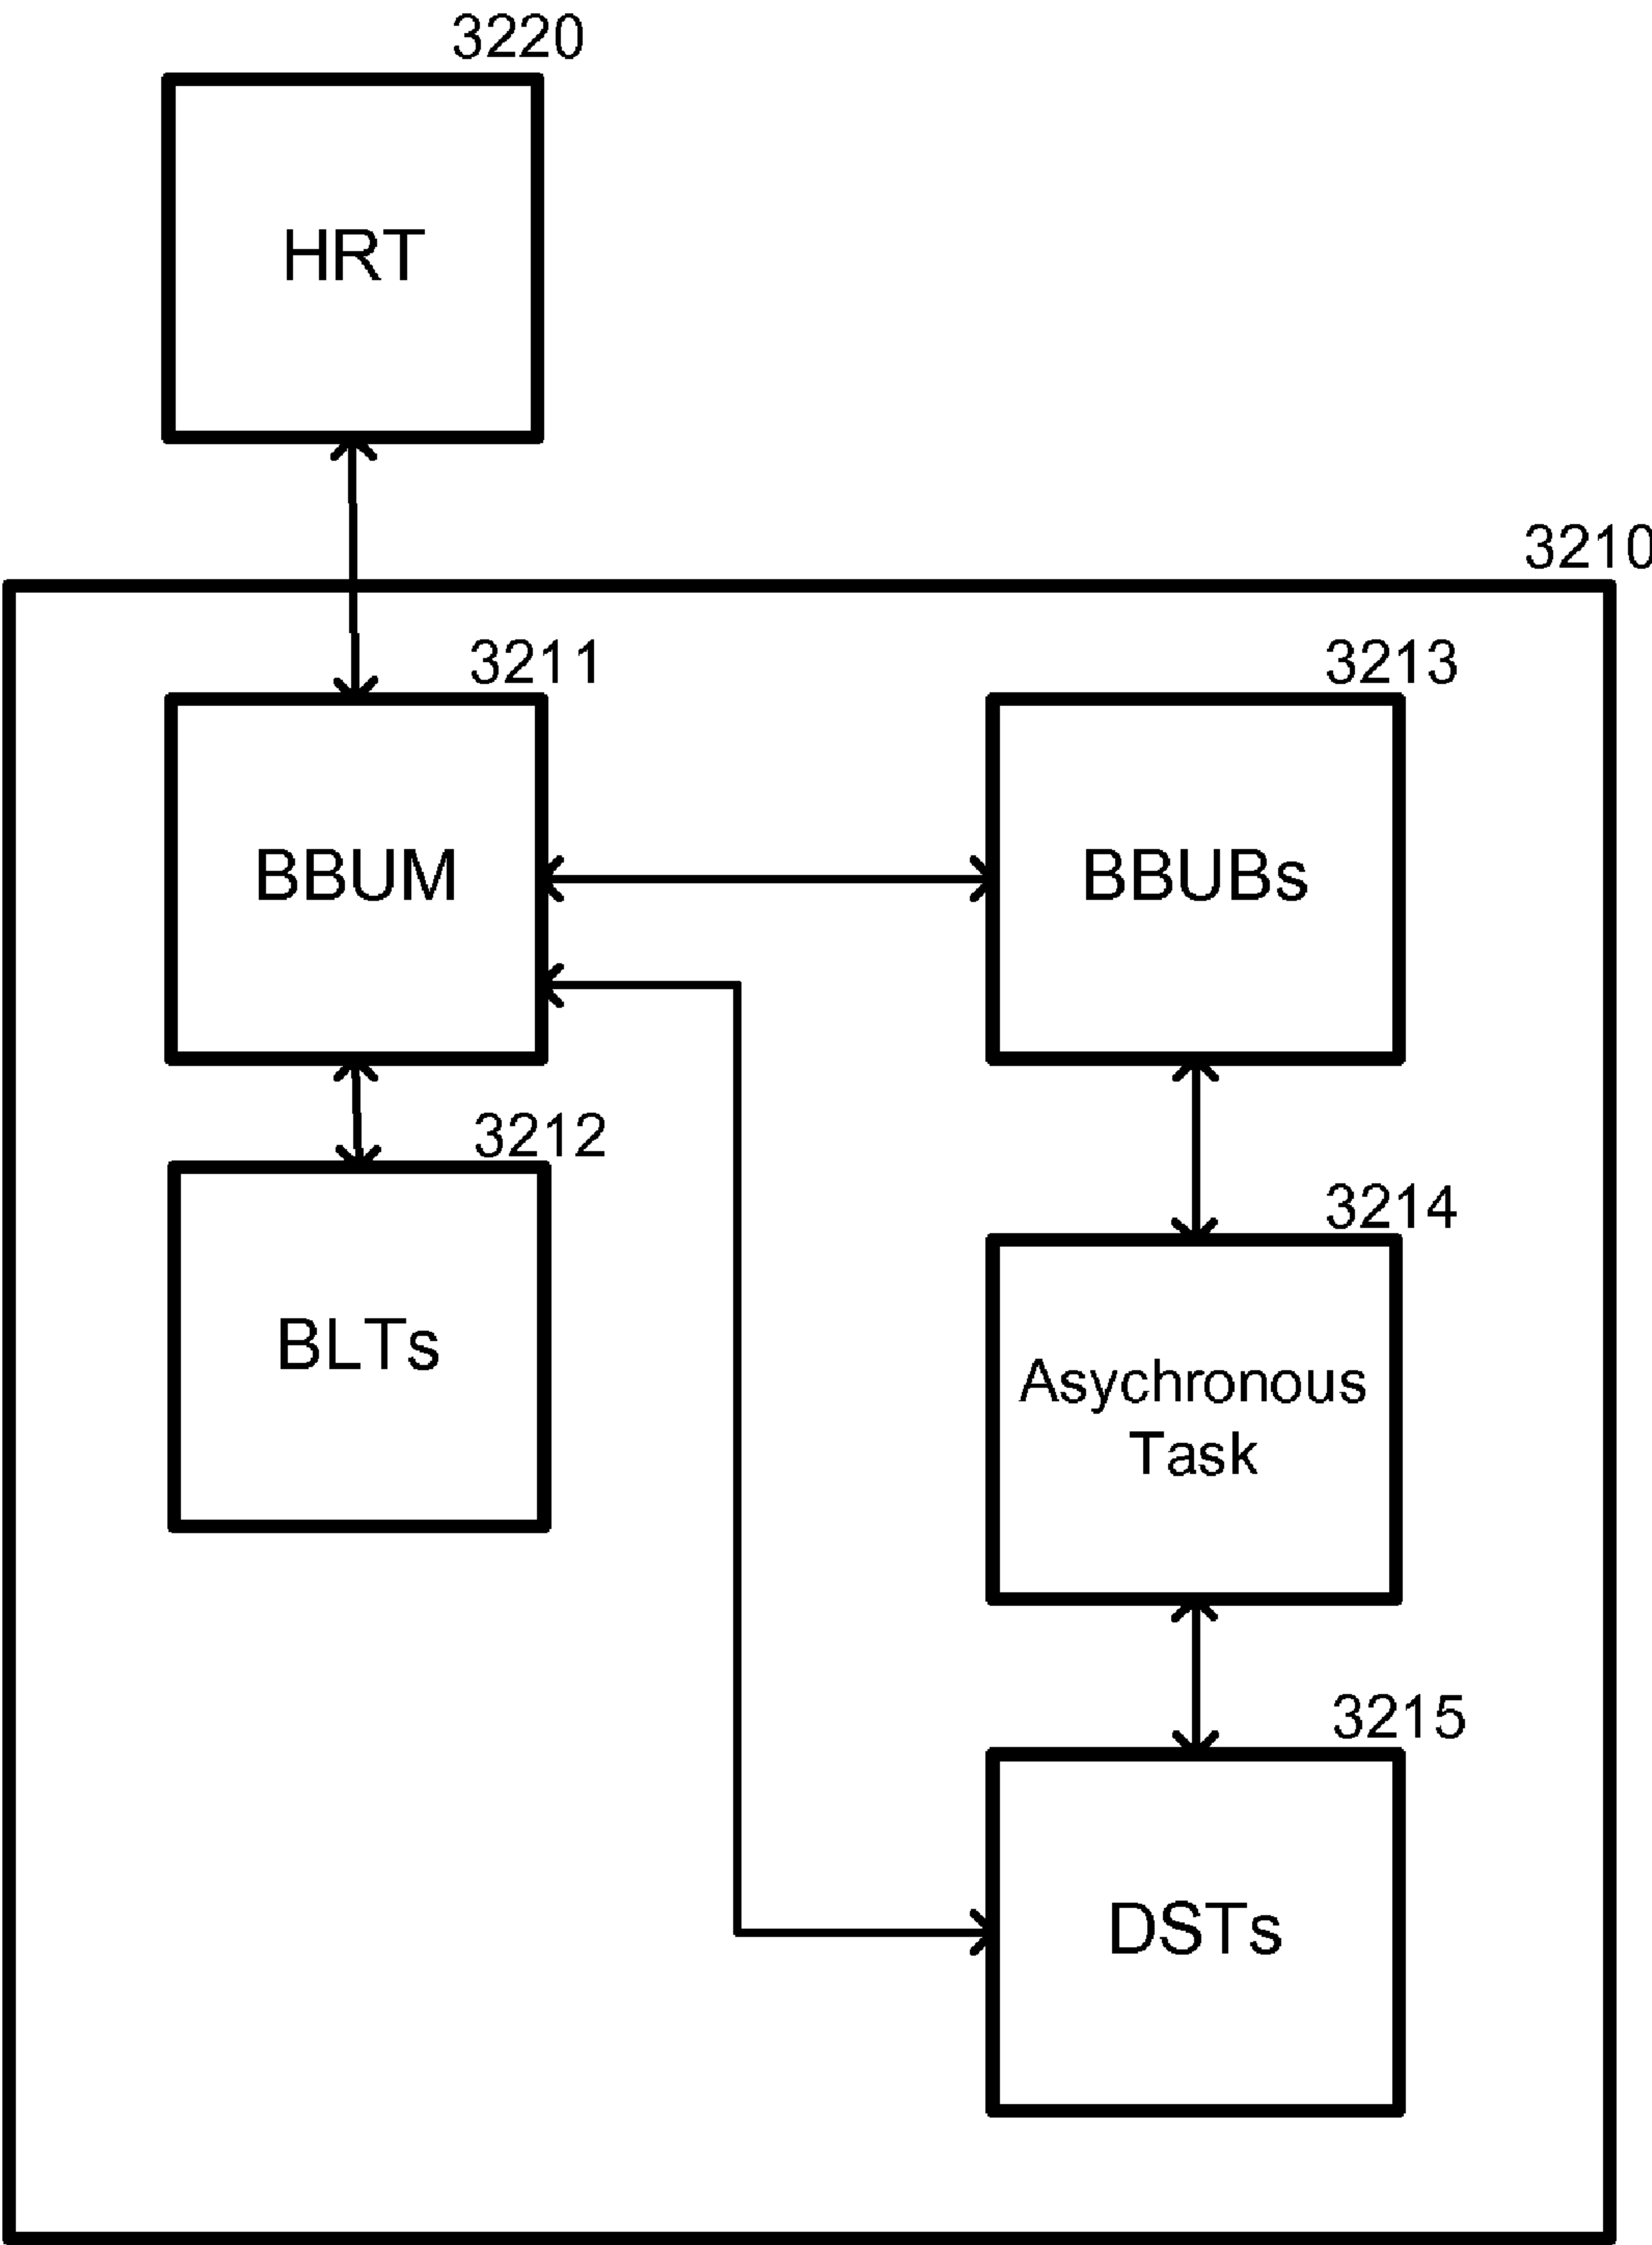 3220
HRT
3210
3211
3213
BBUM
BBUBs
3212
3214
BLTs
Asychronous
Task
3215
DSTs